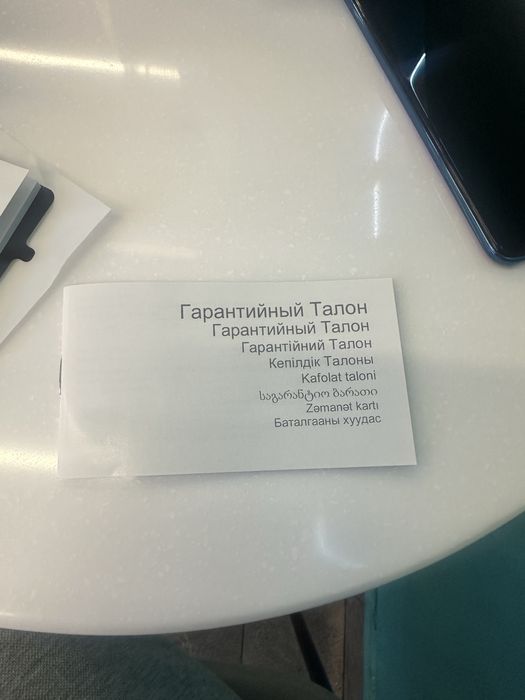 Гарантийный Талон
Гарантийный Талон
Гарантійний Талон
Кепілдік Талоны
Kafolat taloni
საგარანტიო ბარათი
Zəmanət kartı
Баталгааны хуудас